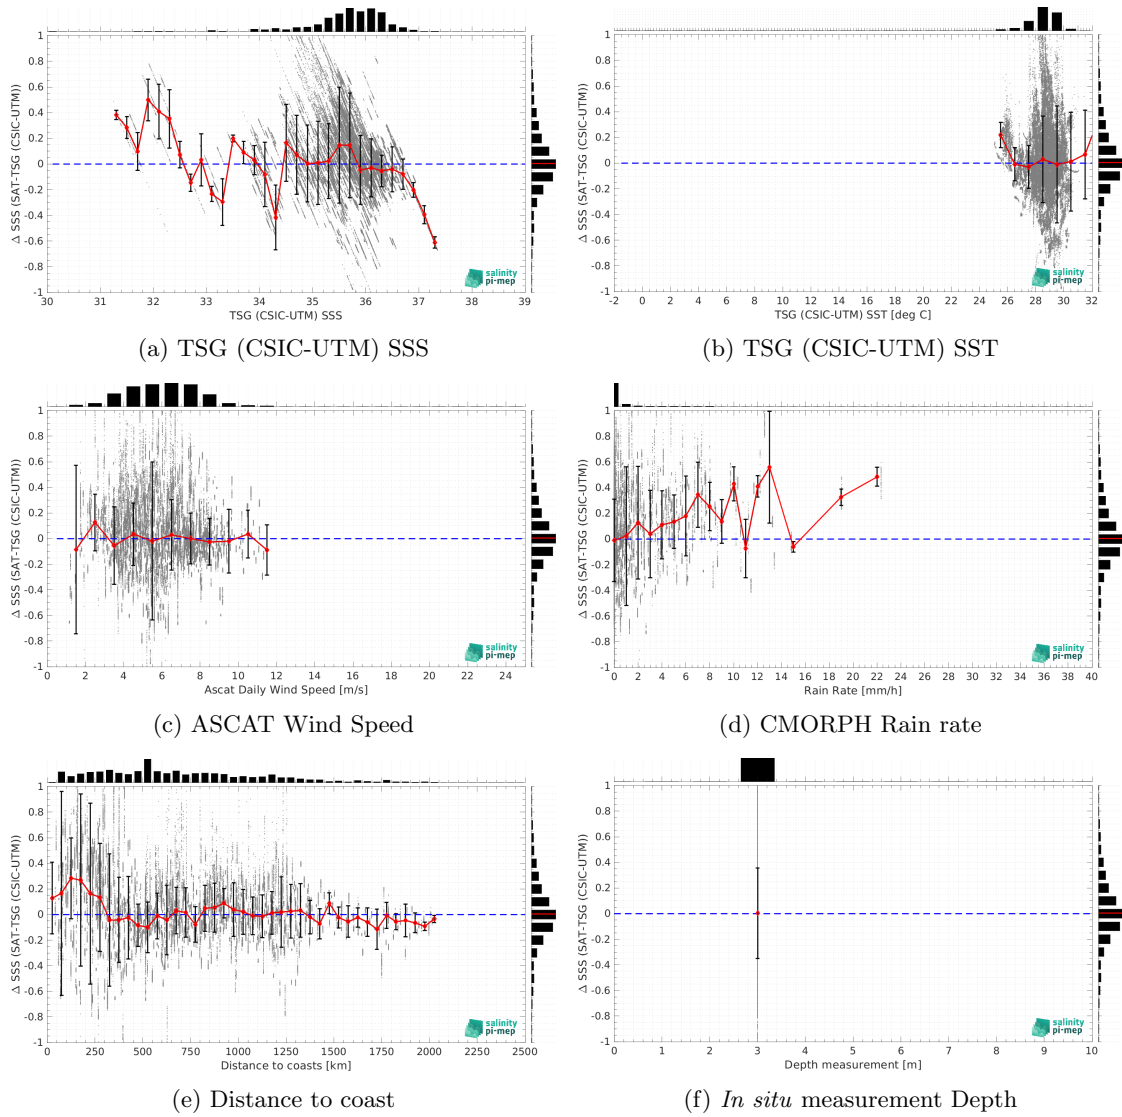 Δ SSS (SAT-TSG (CSIC-UTM))
1
0.8
0.6
0.4
0.2
0
-0.2
-0.4
-0.6
-0.8
-1
30 31 32 33 34 35 36 37 38 39
TSG (CSIC-UTM) SSS
salinity
pi-mep
(a) TSG (CSIC-UTM) SSS
Δ SSS (SAT-TSG (CSIC-UTM))
1
0.8
0.6
0.4
0.2
0
-0.2
-0.4
-0.6
-0.8
-1
-2 0 2 4 6 8 10 12 14 16 18 20 22 24 26 28 30 32
TSG (CSIC-UTM) SST [deg C]
salinity
pi-mep
(b) TSG (CSIC-UTM) SST
Δ SSS (SAT-TSG (CSIC-UTM))
1
0.8
0.6
0.4
0.2
0
-0.2
-0.4
-0.6
-0.8
-1
0 2 4 6 8 10 12 14 16 18 20 22 24
Ascat Daily Wind Speed [m/s]
salinity
pi-mep
(c) ASCAT Wind Speed
Δ SSS (SAT-TSG (CSIC-UTM))
1
0.8
0.6
0.4
0.2
0
-0.2
-0.4
-0.6
-0.8
-1
0 2 4 6 8 10 12 14 16 18 20 22 24 26 28 30 32 34 36 38 40
Rain Rate [mm/h]
salinity
pi-mep
(d) CMORPH Rain rate
Δ SSS (SAT-TSG (CSIC-UTM))
1
0.8
0.6
0.4
0.2
0
-0.2
-0.4
-0.6
-0.8
-1
0 250 500 750 1000 1250 1500 1750 2000 2250 2500
Distance to coasts [km]
salinity
pi-mep
(e) Distance to coast
Δ SSS (SAT-TSG (CSIC-UTM))
1
0.8
0.6
0.4
0.2
0
-0.2
-0.4
-0.6
-0.8
-1
0 1 2 3 4 5 6 7 8 9 10
Depth measurement [m]
salinity
pi-mep
(f) In situ measurement Depth